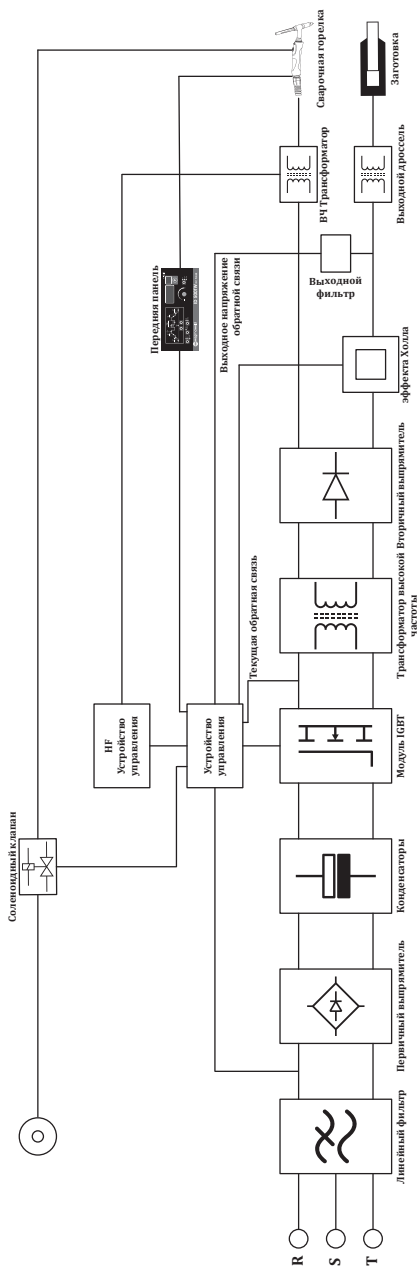 Соленоидный клапан
HF
Устройство
управления
Передняя панель
Устройство
управления
Выходное напряжение
обратной связи
Текущая обратная связь
Сварочная горелка
ВЧ Трансформатор
Выходной
фильтр
R
S
T
Линейный фильтр
Первичный выпрямитель
Конденсаторы
Модуль IGBT
Трансформатор высокой
частоты
Вторичный выпрямитель
эффекта Холла
Выходной дроссель
Заготовка